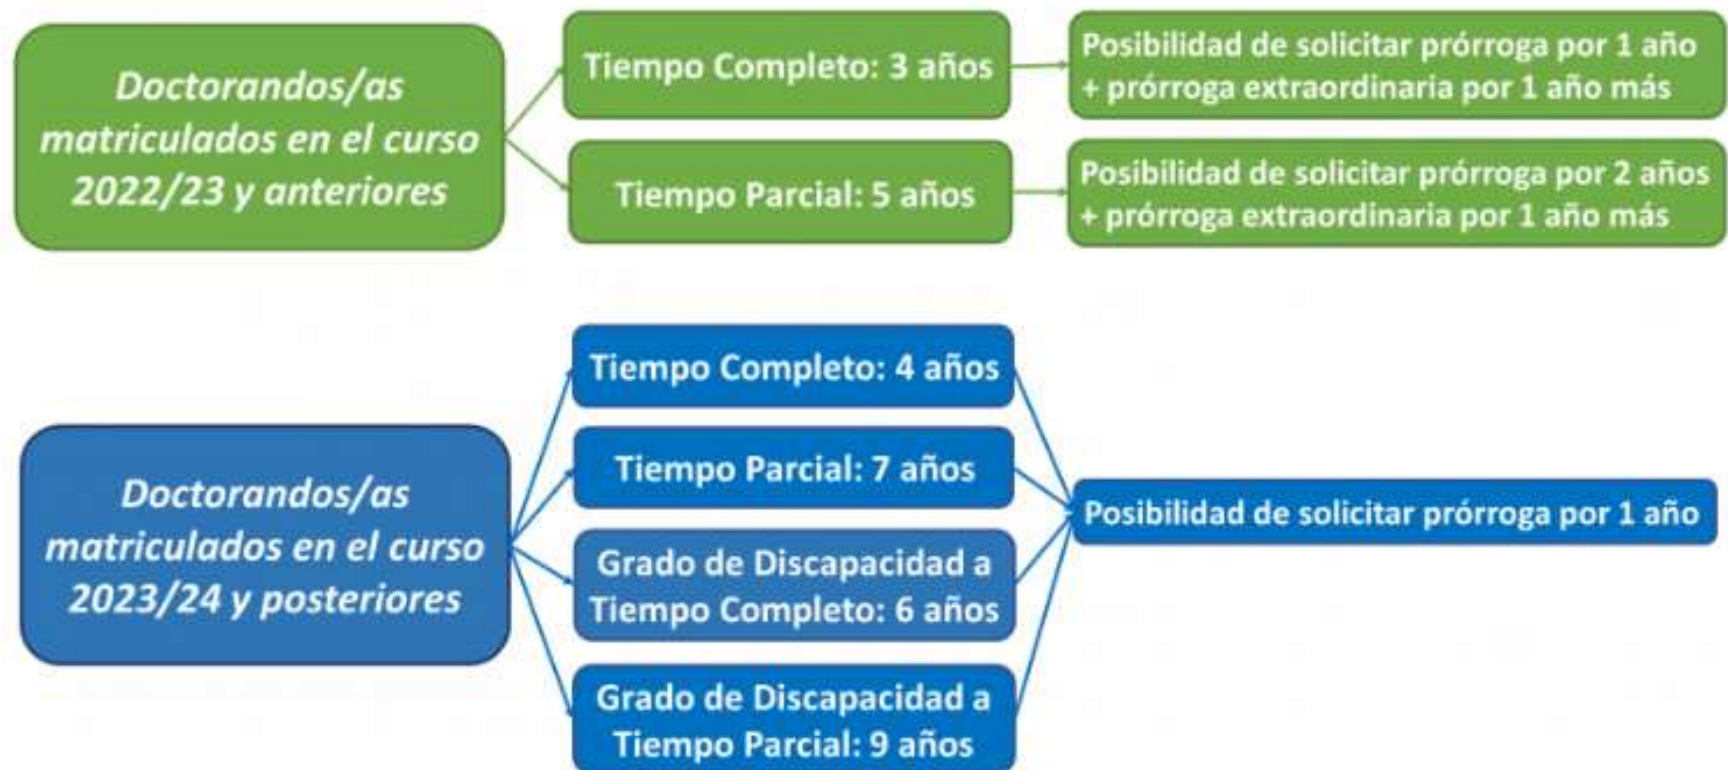 Doctorandos/as
matriculados en el curso
2022/23 y anteriores
Tiempo Completo: 3 años
Posibilidad de solicitar prórroga por 1 año
+ prórroga extraordinaria por 1 año más
Tiempo Parcial: 5 años
Posibilidad de solicitar prórroga por 2 años
+ prórroga extraordinaria por 1 año más
Doctorandos/as
matriculados en el curso
2023/24 y posteriores
Tiempo Completo: 4 años
Tiempo Parcial: 7 años
Grado de Discapacidad a
Tiempo Completo: 6 años
Grado de Discapacidad a
Tiempo Parcial: 9 años
Posibilidad de solicitar prórroga por 1 año